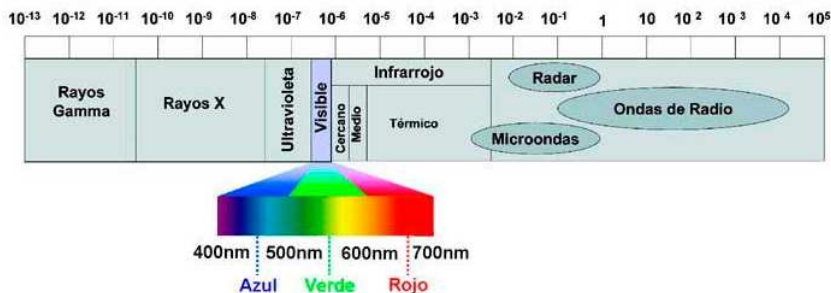 10-13 10-12 10-11 10-10 10-9 10-8 10-7 10-6 10-5 10-4 10-3 10-2 10-1 1 10 10 2 10 3 10 4 105
Rayos Gamma
Rayos X
Ultravioleta
Visible
Infrarrojo
Cercano
Medio
Térmico
Radar
Ondas de Radio
Microondas
400nm 500nm 600nm 700nm
Azul Verde Rojo